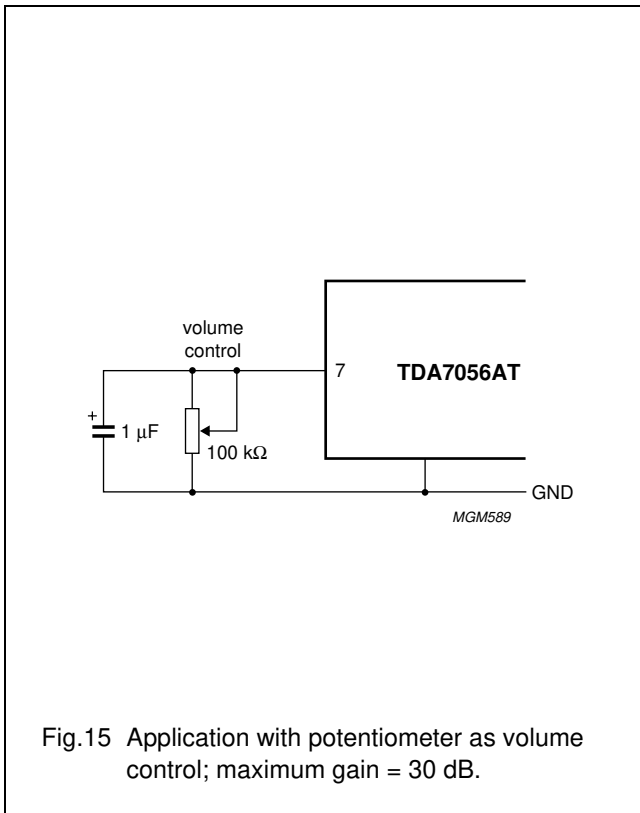 volume
control
7
TDA7056AT
+
1 μF
100 kΩ
GND
MGM589
Fig.15 Application with potentiometer as volume
control; maximum gain = 30 dB.